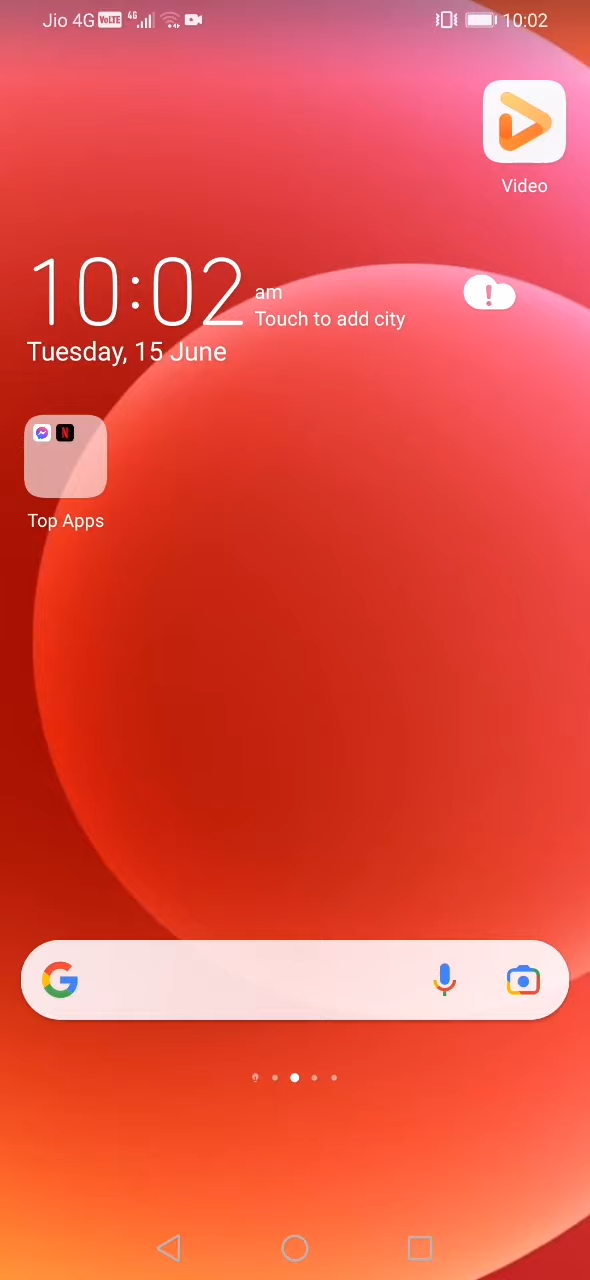 Jio 4G VoLTE 4G 10:02
Video
10:02 am
Touch to add city
Tuesday, 15 June
Top Apps